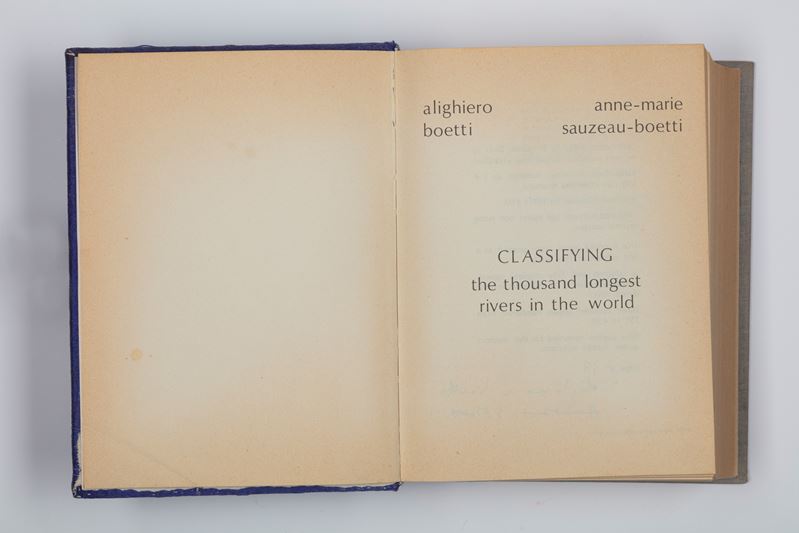 alighiero anne-marie
boetti sauzeau-boetti
CLASSIFYING
the thousand longest
rivers in the world